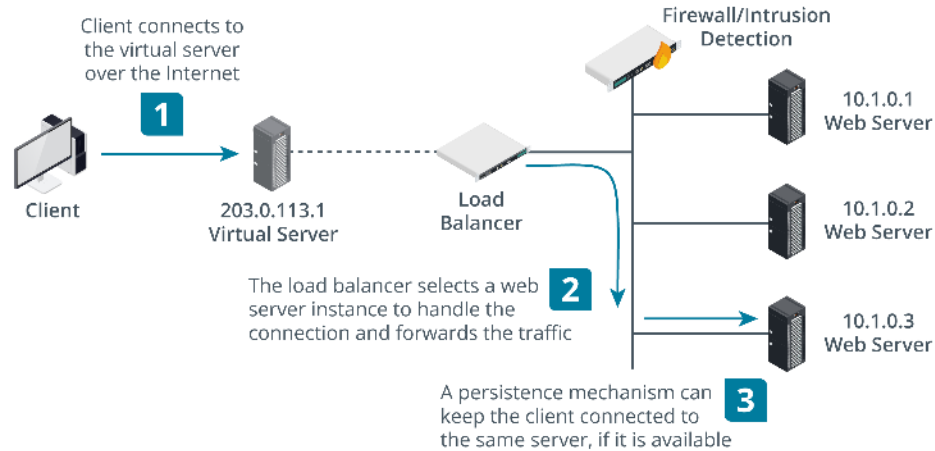 Client connects to
the virtual server
over the Internet
1
Client
203.0.113.1
Virtual Server
Load
Balancer
Firewall/Intrusion
Detection
10.1.0.1
Web Server
10.1.0.2
Web Server
The load balancer selects a web
server instance to handle the
connection and forwards the traffic
2
10.1.0.3
Web Server
A persistence mechanism can
keep the client connected to
the same server, if it is available
3